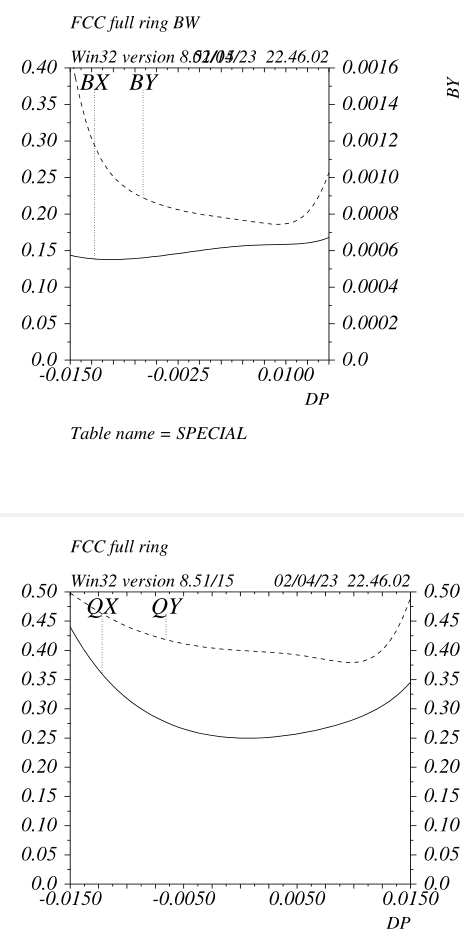 FCC full ring BW
Win32 version 8.51/15 02/04/23 22.46.02
0.40 BX BY 0.0016
BY
0.35 0.0014
0.30 0.0012
0.25 0.0010
0.20 0.0008
0.15 0.0006
0.10 0.0004
0.05 0.0002
0.0 0.0
-0.0150 -0.0025 0.0100
DP
Table name = SPECIAL
FCC full ring
Win32 version 8.51/15 02/04/23 22.46.02
0.50 0.50
QX QY
0.45 0.45
0.40 0.40
0.35 0.35
0.30 0.30
0.25 0.25
0.20 0.20
0.15 0.15
0.10 0.10
0.05 0.05
0.0 0.0
-0.0150 -0.0050 0.0050 0.0150
DP